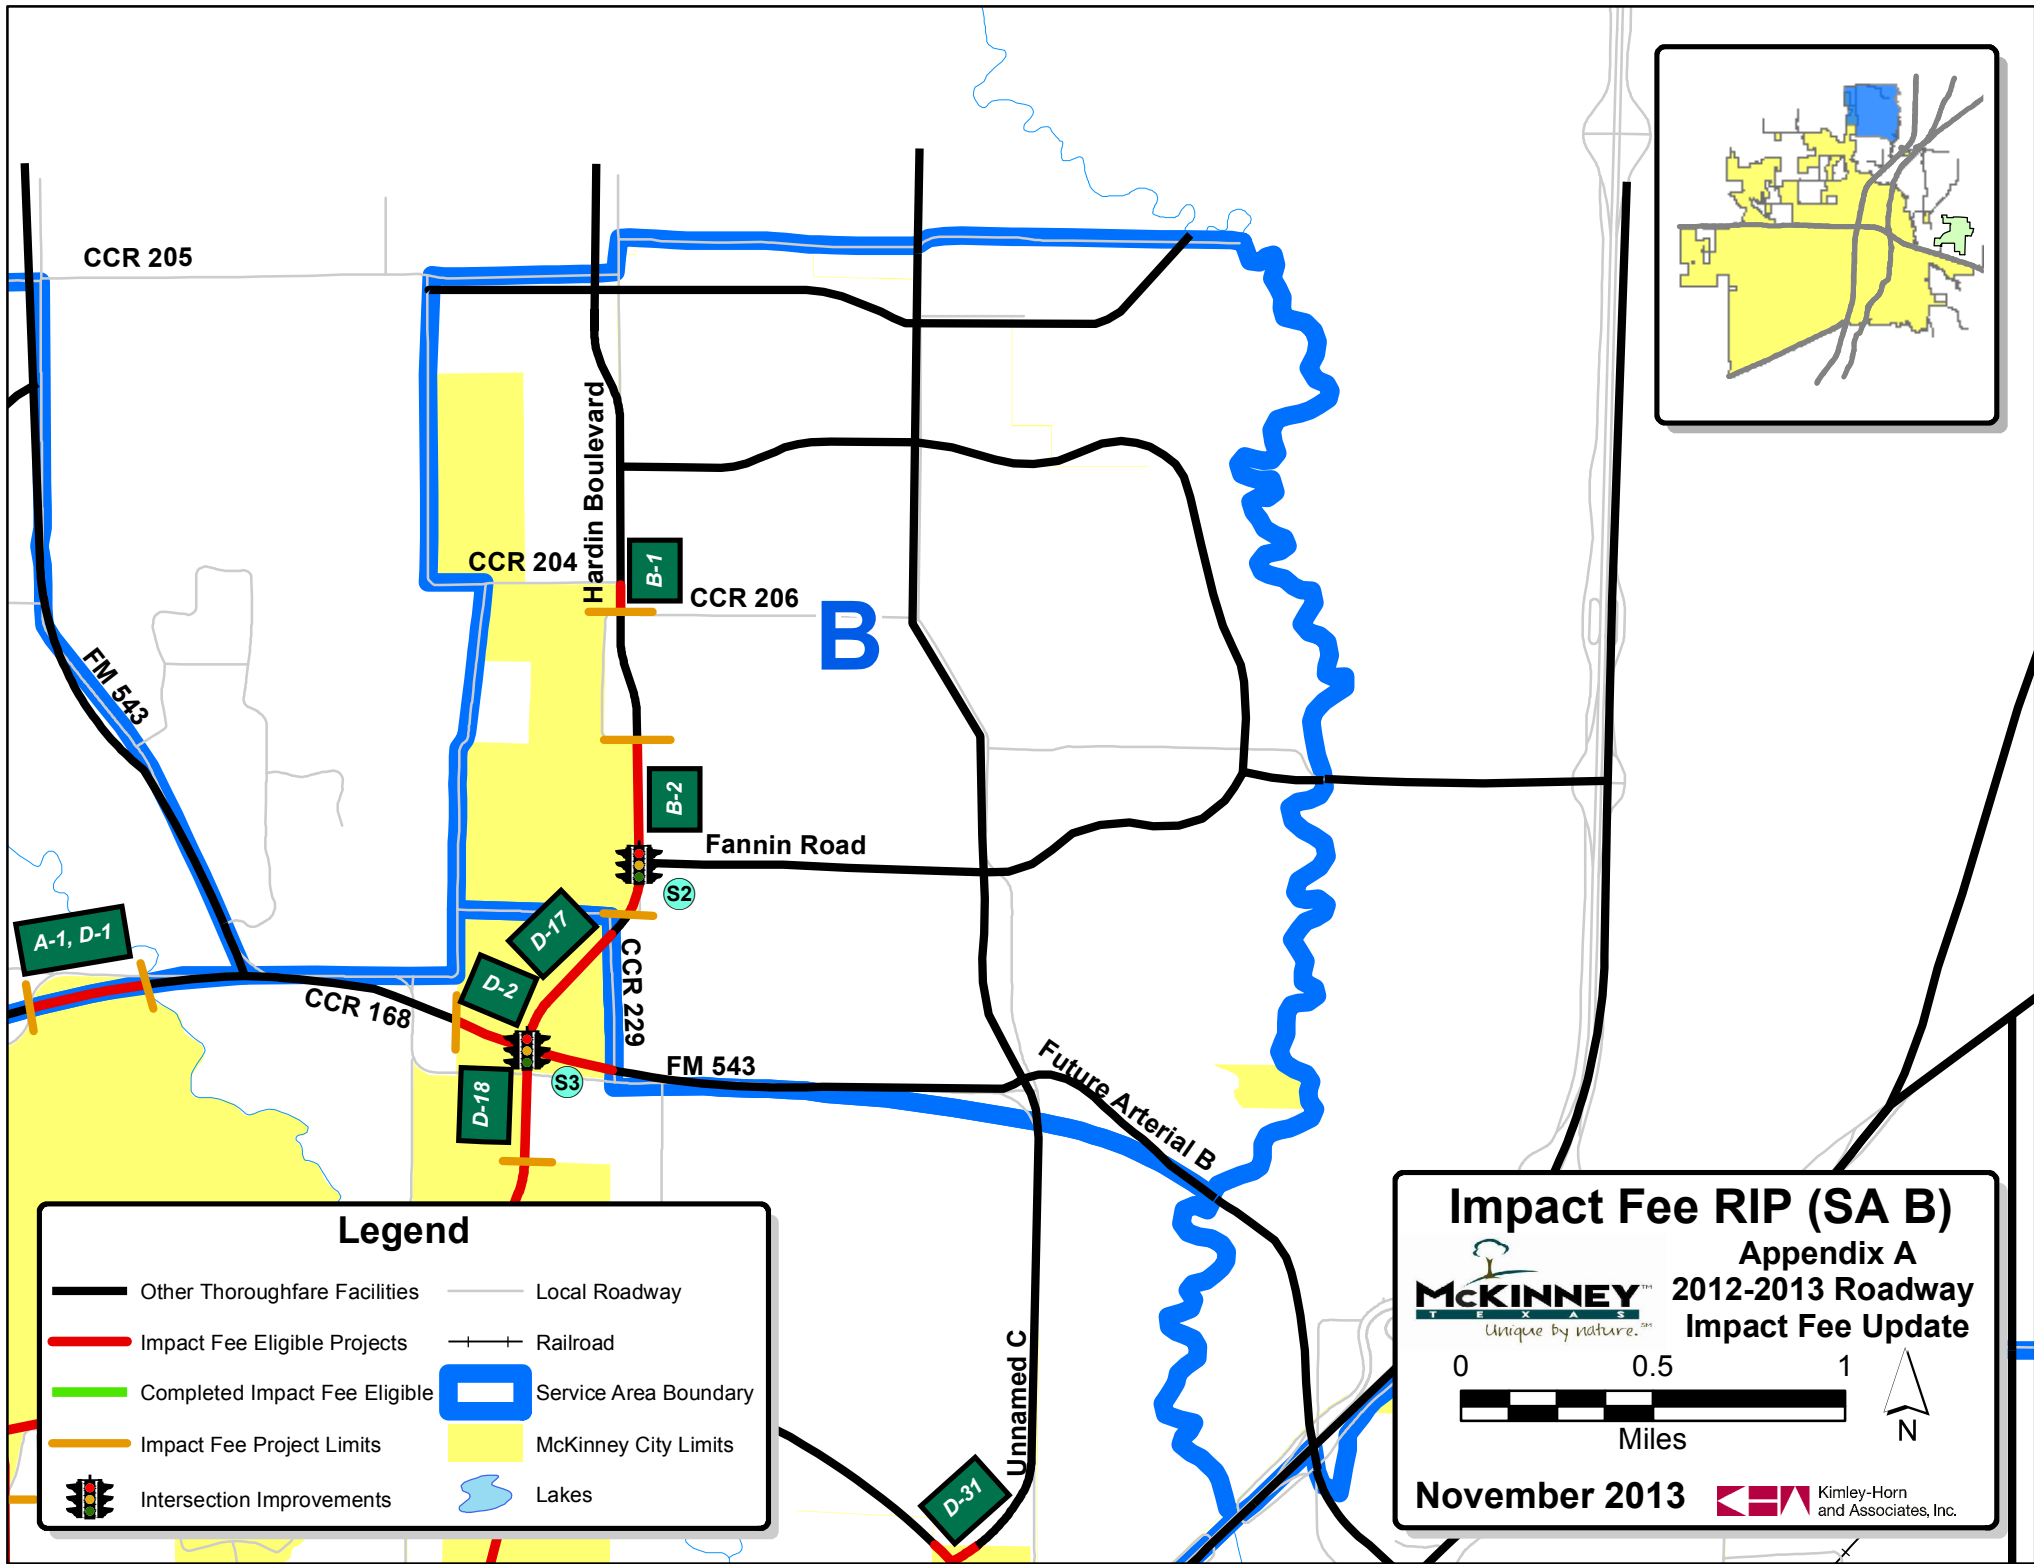 CCR 205
Hardin Boulevard
CCR 204
B-1
CCR 206
B
FM 543
B-2
Fannin Road
S2
A-1, D-1
D-17
D-2
CCR 229
CCR 168
S3
FM 543
D-18
Future Arterial B
Unnamed C
D-31
Legend
Other Thoroughfare Facilities
Local Roadway
Impact Fee Eligible Projects
Railroad
Completed Impact Fee Eligible
Service Area Boundary
Impact Fee Project Limits
McKinney City Limits
Intersection Improvements
Lakes
Impact Fee RIP (SA B)
Appendix A
2012-2013 Roadway
Impact Fee Update
McKINNEY™
TEXAS
Unique by nature.℠
0 0.5 1
Miles
N
November 2013
Kimley-Horn
and Associates, Inc.